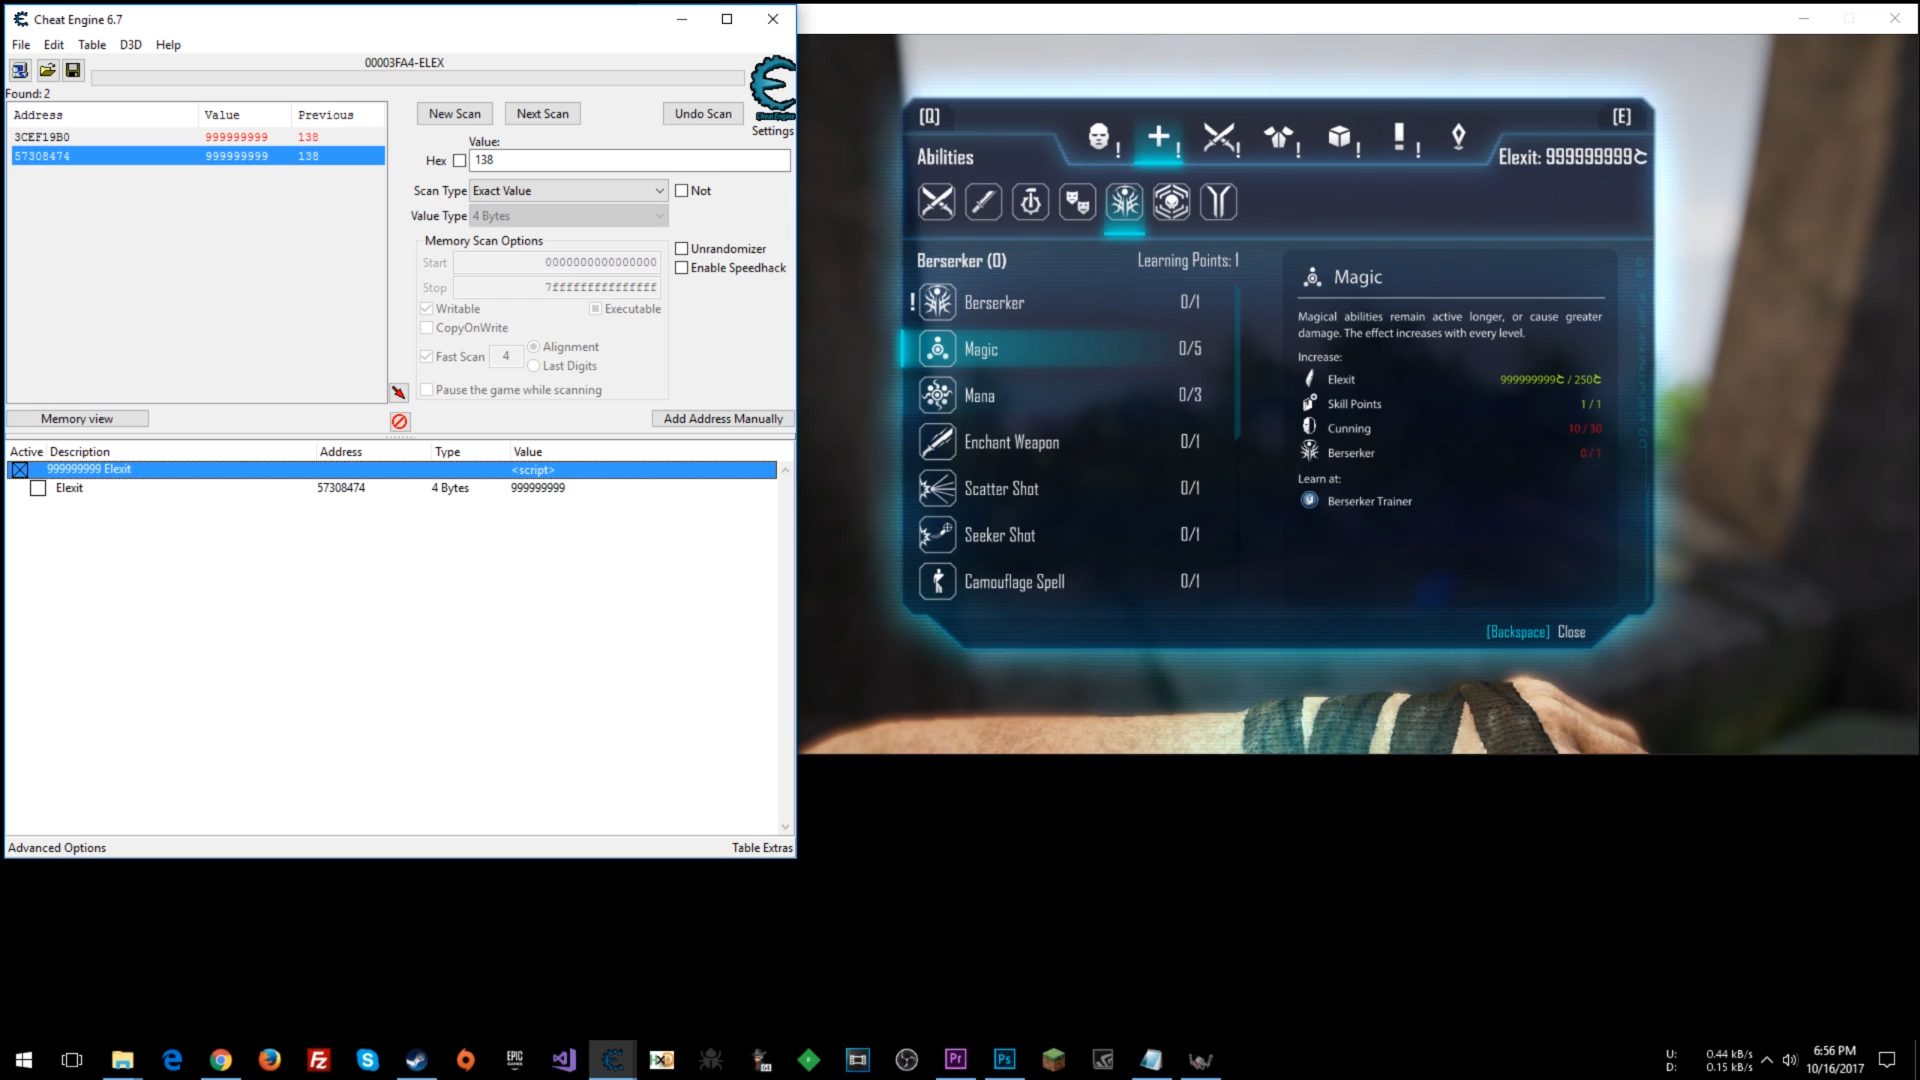 Cheat Engine 6.7
File Edit Table D3D Help
00003FA4-ELEX
Found: 2
Address Value Previous
3CEF19B0 999999999 138
57308474 999999999 138
New Scan Next Scan Undo Scan
Cheat Engine
Settings
Value:
Hex 138
Scan Type Exact Value Not
Value Type 4 Bytes
Memory Scan Options
Start 0000000000000000
Stop 7fffffffffffffff
Unrandomizer
Enable Speedhack
Writable Executable
CopyOnWrite
Fast Scan 4 Alignment
Last Digits
Pause the game while scanning
Memory view Add Address Manually
Active Description Address Type Value
999999999 Elexit <script>
Elexit 57308474 4 Bytes 999999999
Advanced Options Table Extras
[Q] [E]
Abilities
Elexit: 999999999
Berserker (0) Learning Points: 1
! Berserker 0/1
Magic 0/5
Mana 0/3
Enchant Weapon 0/1
Scatter Shot 0/1
Seeker Shot 0/1
Camouflage Spell 0/1
Magic
Magical abilities remain active longer, or cause greater
damage. The effect increases with every level.
Increase:
Elexit 999999999 / 250
Skill Points 1 / 1
Cunning 10 / 30
Berserker 0 / 1
Learn at:
Berserker Trainer
[Backspace] Close
EPIC
GAMES
64
Pr
Ps
U: 0.44 kB/s
D: 0.15 kB/s
6:56 PM
10/16/2017